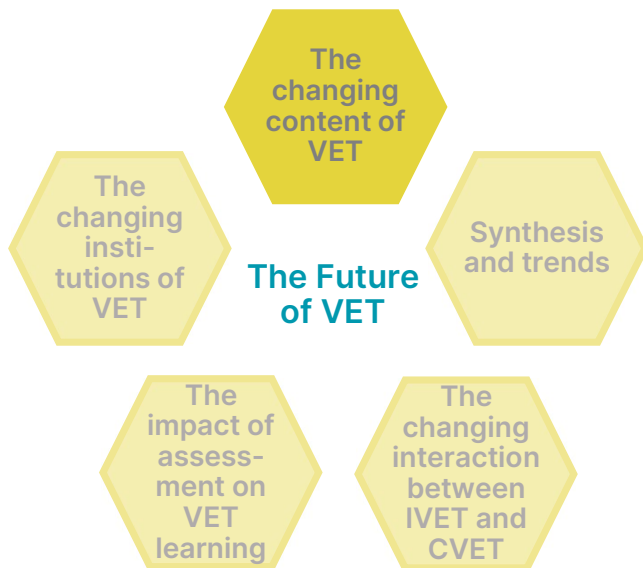 The
changing
content of
VET
The
changing
insti-
tutions of
VET
Synthesis
and trends
The Future
of VET
The
impact of
assess-
ment on
VET
learning
The
changing
interaction
between
IVET and
CVET